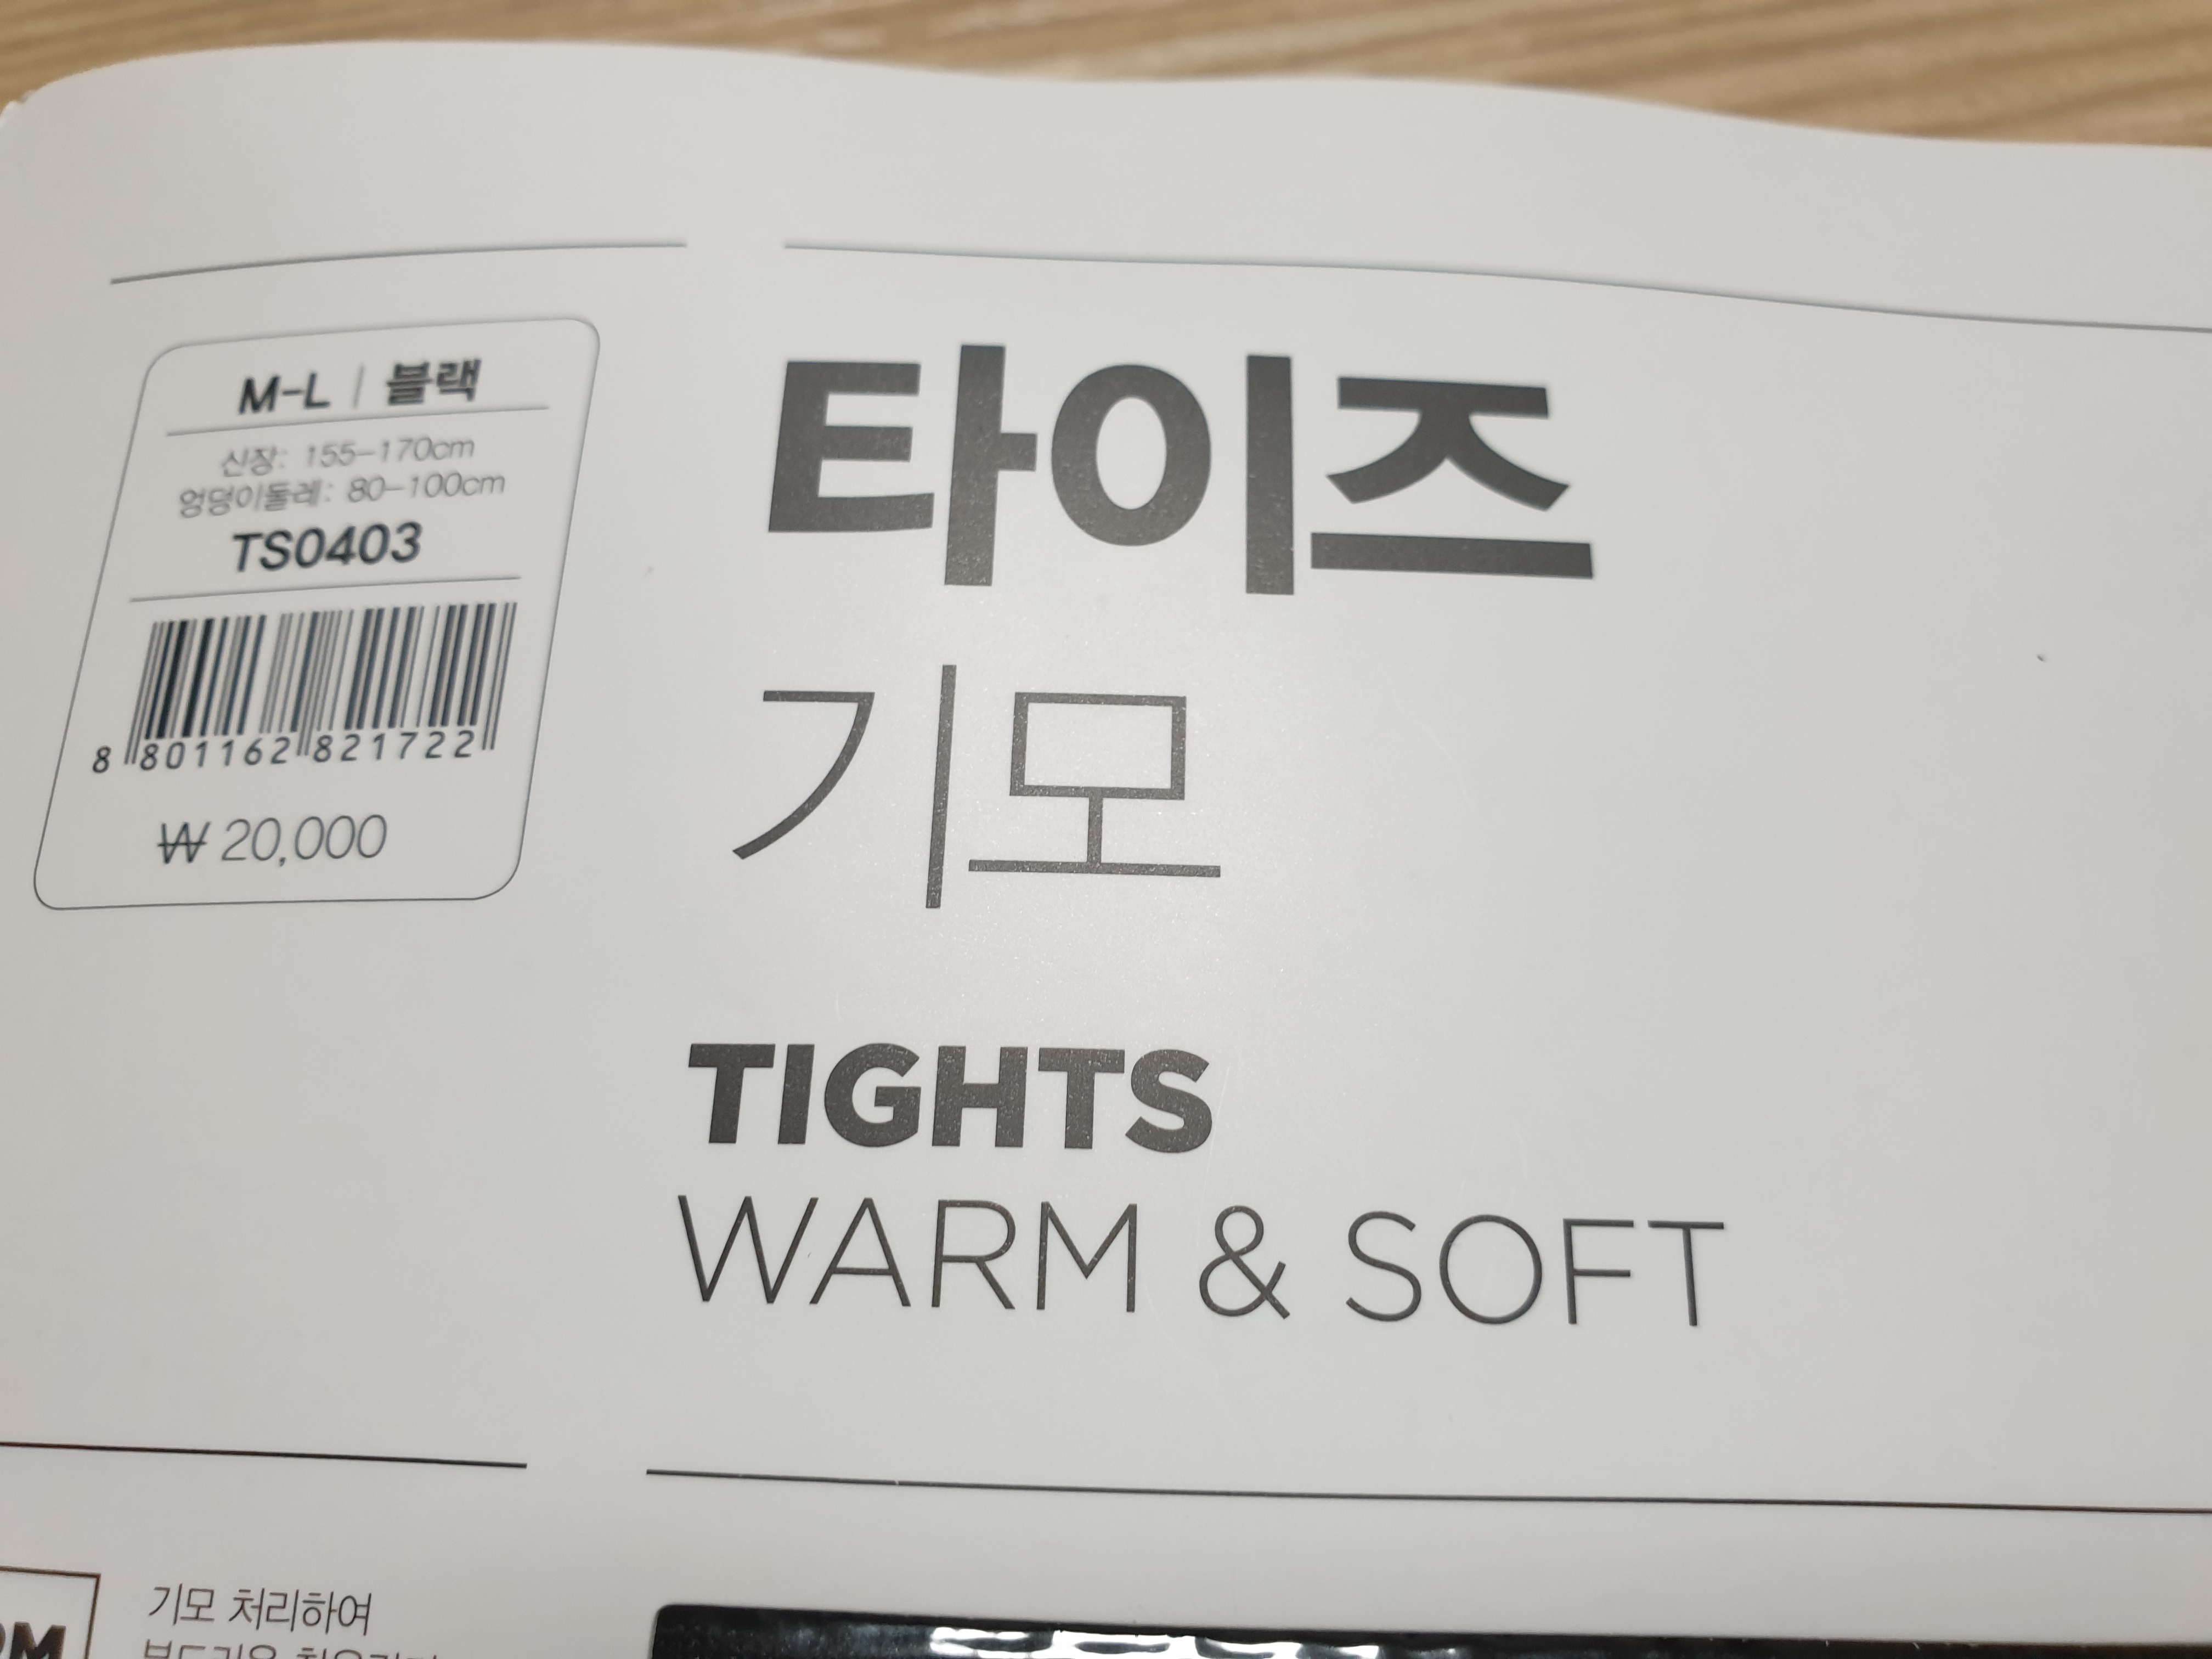 M-L | 블랙
신장: 155-170cm
엉덩이둘레: 80-100cm
TS0403
8 801162 821722
₩ 20,000
타이즈
기모
TIGHTS
WARM & SOFT
기모 처리하여